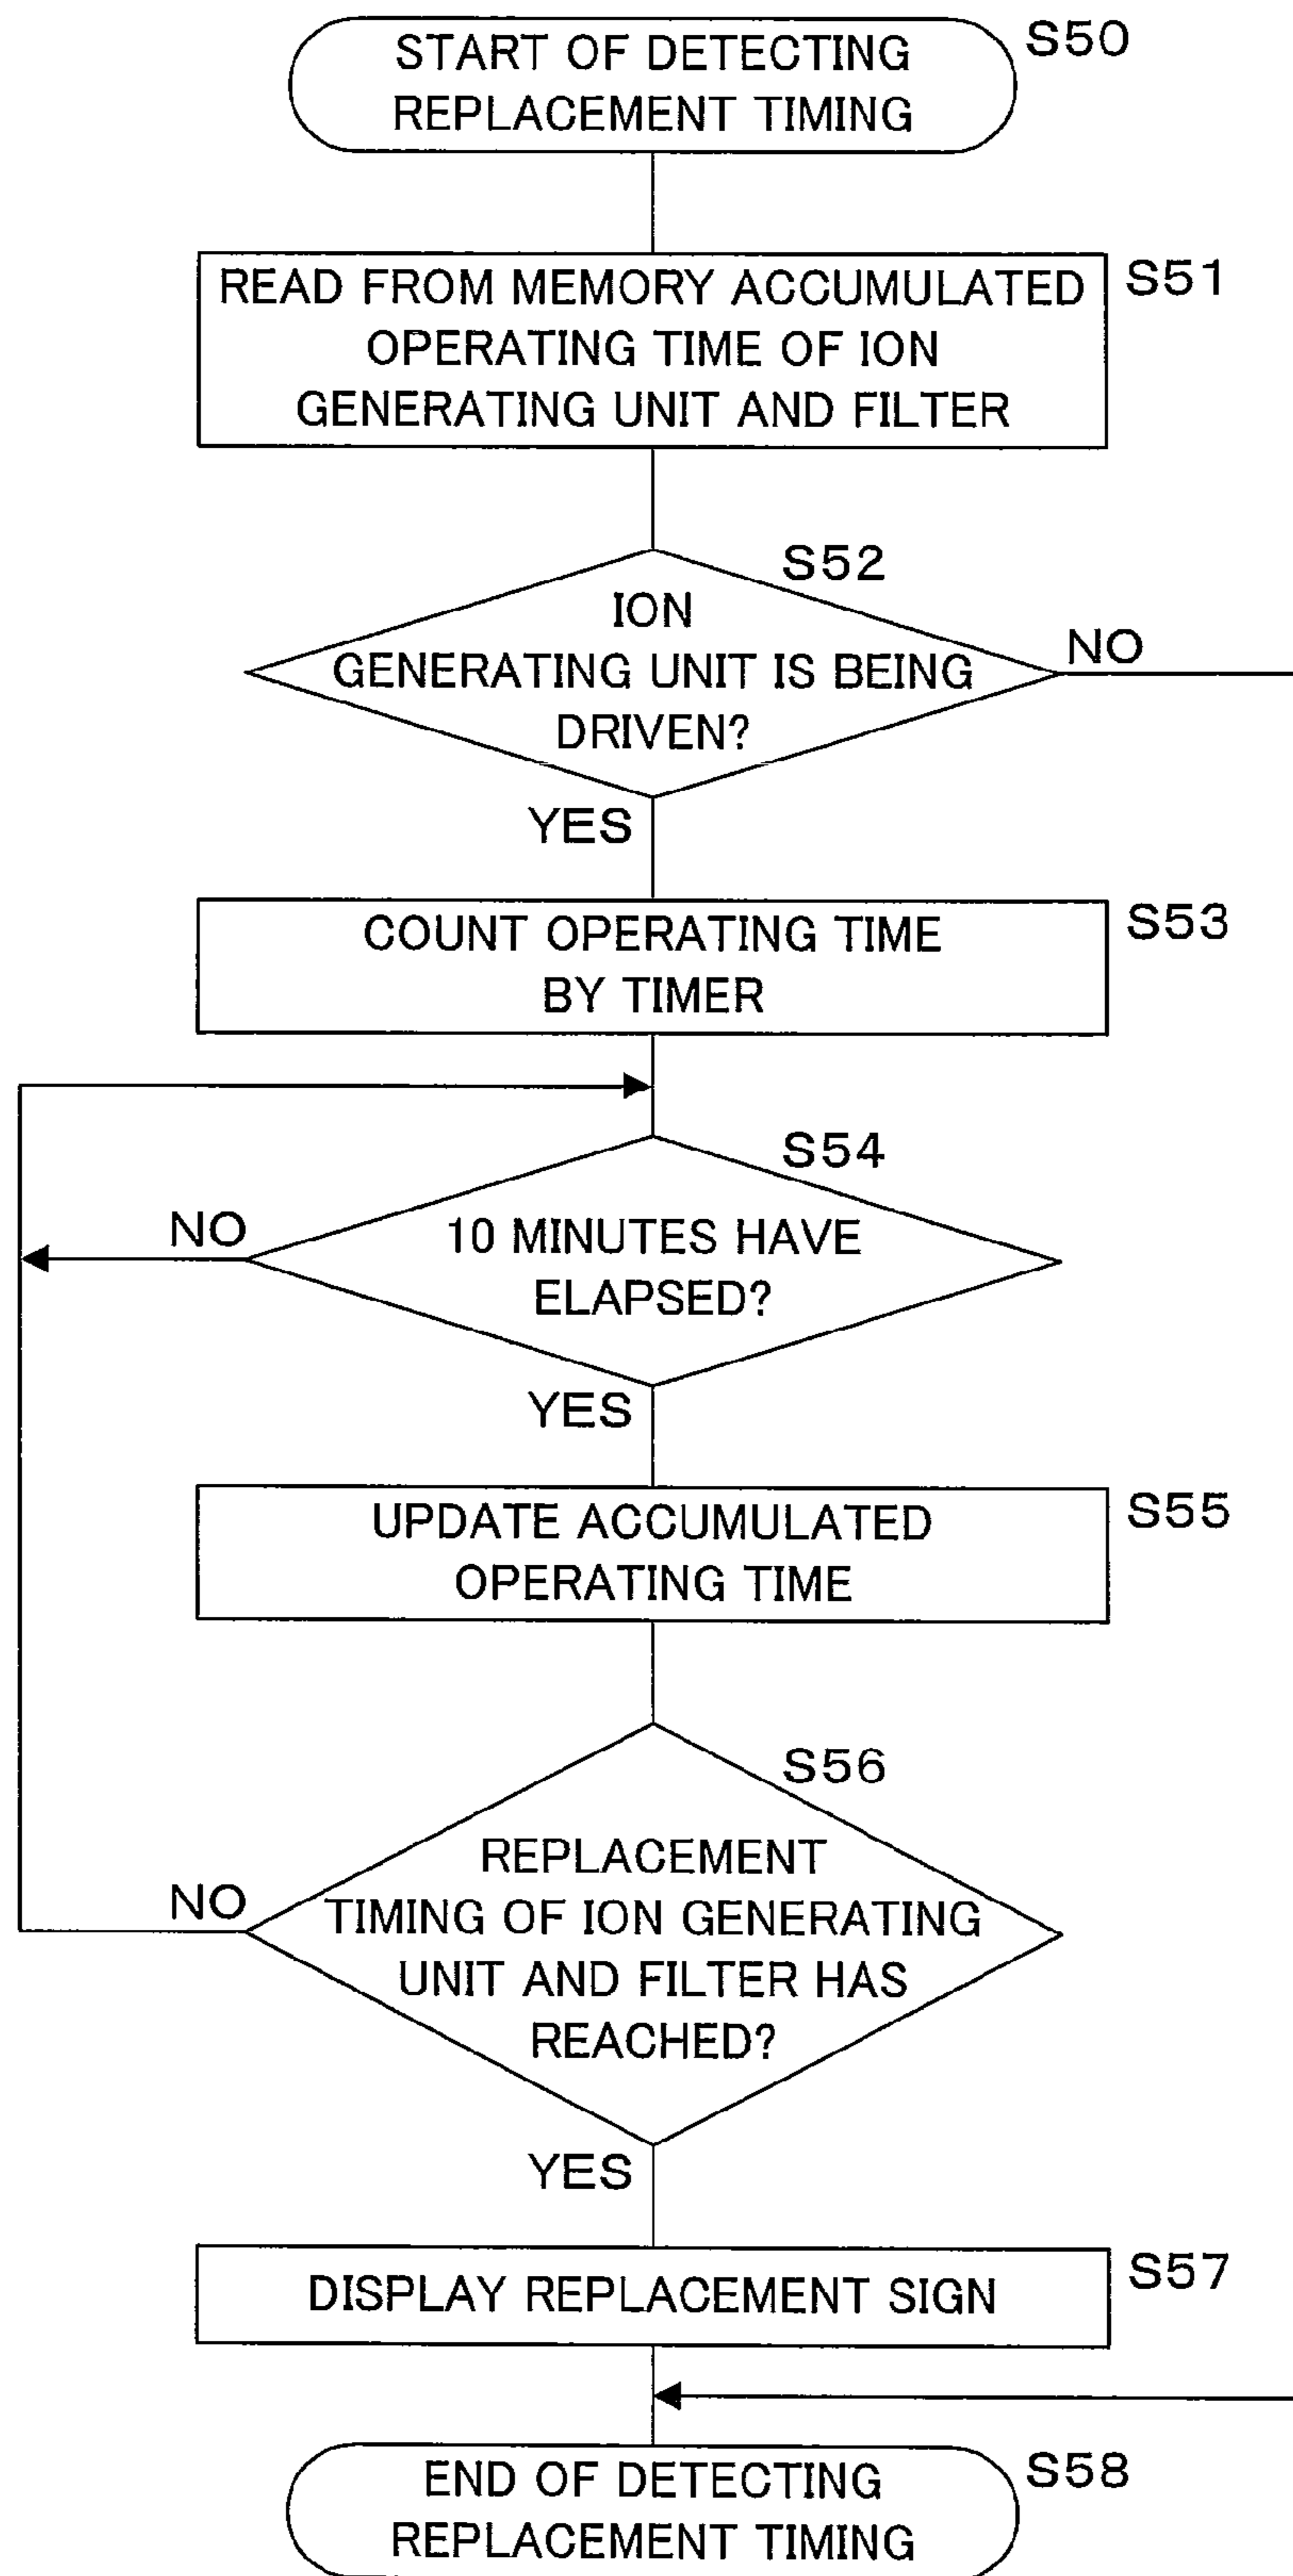 START OF DETECTING
REPLACEMENT TIMING
S50
READ FROM MEMORY ACCUMULATED
OPERATING TIME OF ION
GENERATING UNIT AND FILTER
S51
S52
ION
GENERATING UNIT IS BEING
DRIVEN?
NO
YES
COUNT OPERATING TIME
BY TIMER
S53
S54
10 MINUTES HAVE
ELAPSED?
NO
YES
UPDATE ACCUMULATED
OPERATING TIME
S55
S56
REPLACEMENT
TIMING OF ION GENERATING
UNIT AND FILTER HAS
REACHED?
NO
YES
DISPLAY REPLACEMENT SIGN
S57
END OF DETECTING
REPLACEMENT TIMING
S58